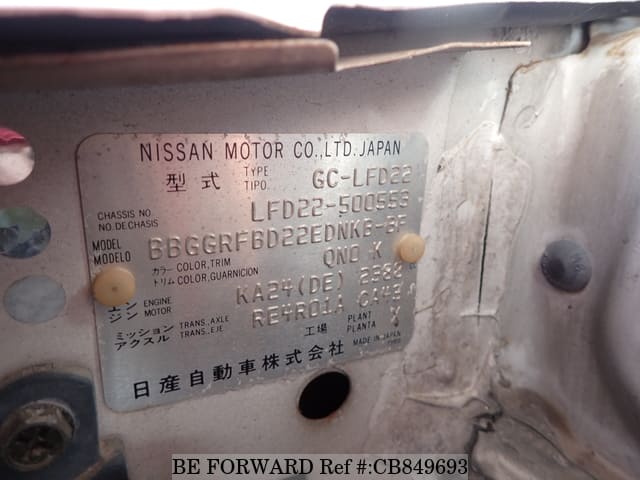 NISSAN MOTOR CO.,LTD.JAPAN
型式 TYPE TIPO. GC-LFD22
CHASSIS NO NO.DE CHASIS LFD22-500553
MODEL MODELO BBGGRFBD22EDNKB-BF
カラー COLOR,TRIM トリム COLOR,GUARNICION QN0 K
エンジン ENGINE MOTOR KA24(DE) 2388 cc
ミッション アクスル TRANS.,AXLE TRANS.,EJE RE4R01A CA43
工場 PLANT PLANTA
日産自動車株式会社 MADE IN JAPAN
BE FORWARD Ref #:CB849693